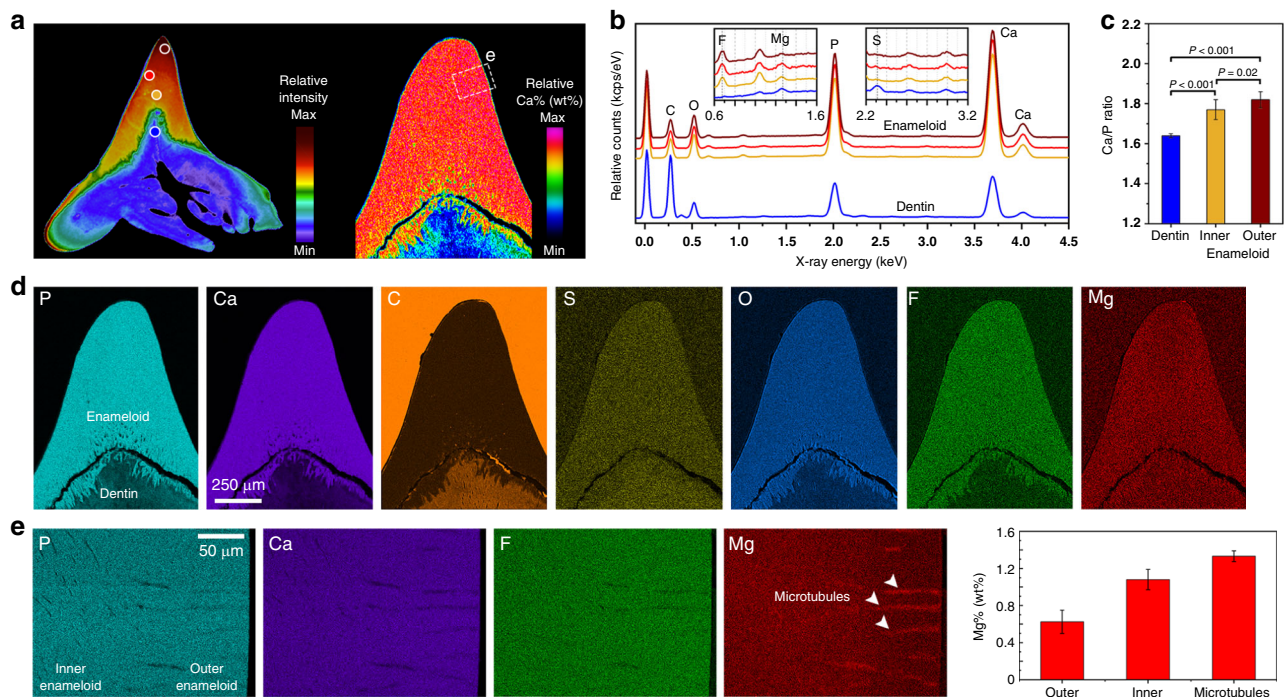 a
Relative
intensity
Max
Min
e
Relative
Ca% (wt%)
Max
Min
b
Relative counts (kcps/eV)
C
O
F
Mg
0.6
1.6
S
2.2
3.2
P
Ca
Ca
Enameloid
Dentin
0.0
0.5
1.0
1.5
2.0
2.5
3.0
3.5
4.0
4.5
X-ray energy (keV)
c
Ca/P ratio
2.2
2.0
1.8
1.6
1.4
1.2
P < 0.001
P < 0.001
P = 0.02
Dentin
Inner
Outer
Enameloid
d
P
Enameloid
Dentin
Ca
250 μm
C
S
O
F
Mg
e
P
50 μm
Inner
enameloid
Outer
enameloid
Ca
F
Mg
Microtubules
Mg% (wt%)
1.6
1.2
0.8
0.4
0
Outer
Inner
Microtubules